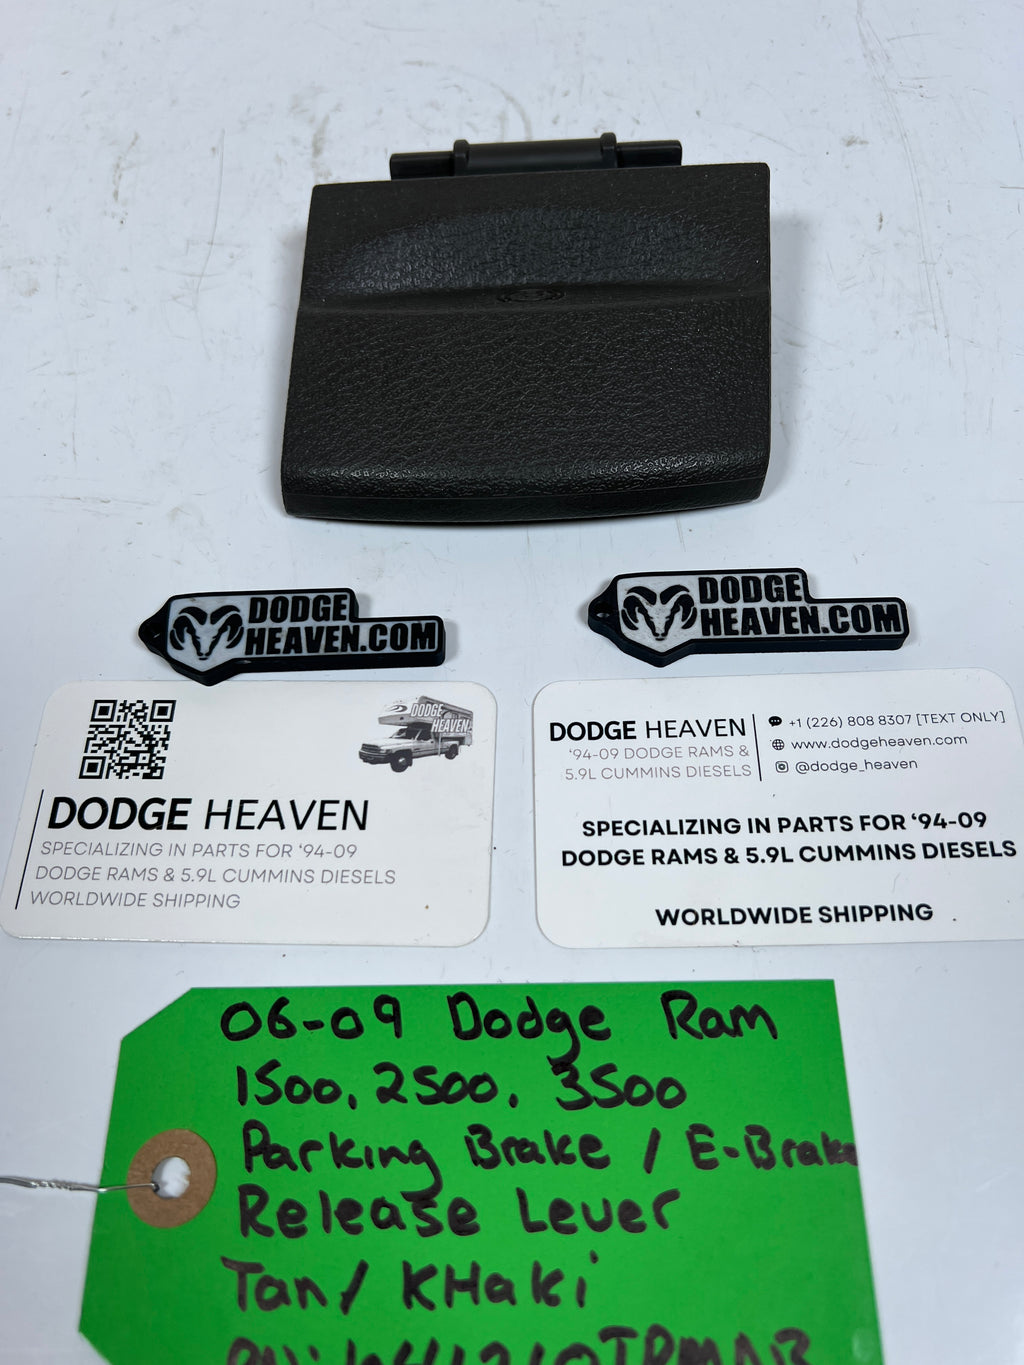 DODGE
HEAVEN.COM
DODGE
HEAVEN.COM
DODGE
HEAVEN
DODGE HEAVEN
SPECIALIZING IN PARTS FOR ‘94-09
DODGE RAMS & 5.9L CUMMINS DIESELS
WORLDWIDE SHIPPING
DODGE HEAVEN
‘94-09 DODGE RAMS &
5.9L CUMMINS DIESELS
+1 (226) 808 8307 [TEXT ONLY]
www.dodgeheaven.com
@dodge_heaven
SPECIALIZING IN PARTS FOR ‘94-09
DODGE RAMS & 5.9L CUMMINS DIESELS
WORLDWIDE SHIPPING
06-09 Dodge Ram
1500, 2500, 3500
Parking Brake / E-Brake
Release Lever
Tan / KHaki